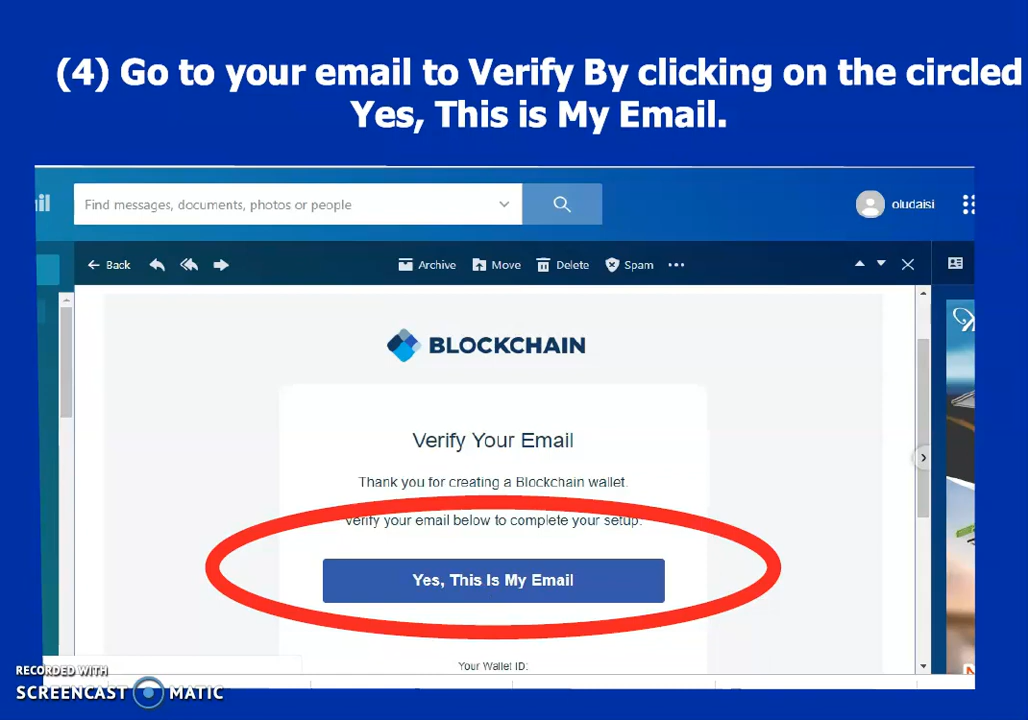 (4) Go to your email to Verify By clicking on the circled
Yes, This is My Email.
il
Find messages, documents, photos or people
oludaisi
Back
Archive
Move
Delete
Spam
BLOCKCHAIN
Verify Your Email
Thank you for creating a Blockchain wallet.
Verify your email below to complete your setup.
Yes, This Is My Email
Your Wallet ID:
RECORDED WITH
SCREENCAST MATIC